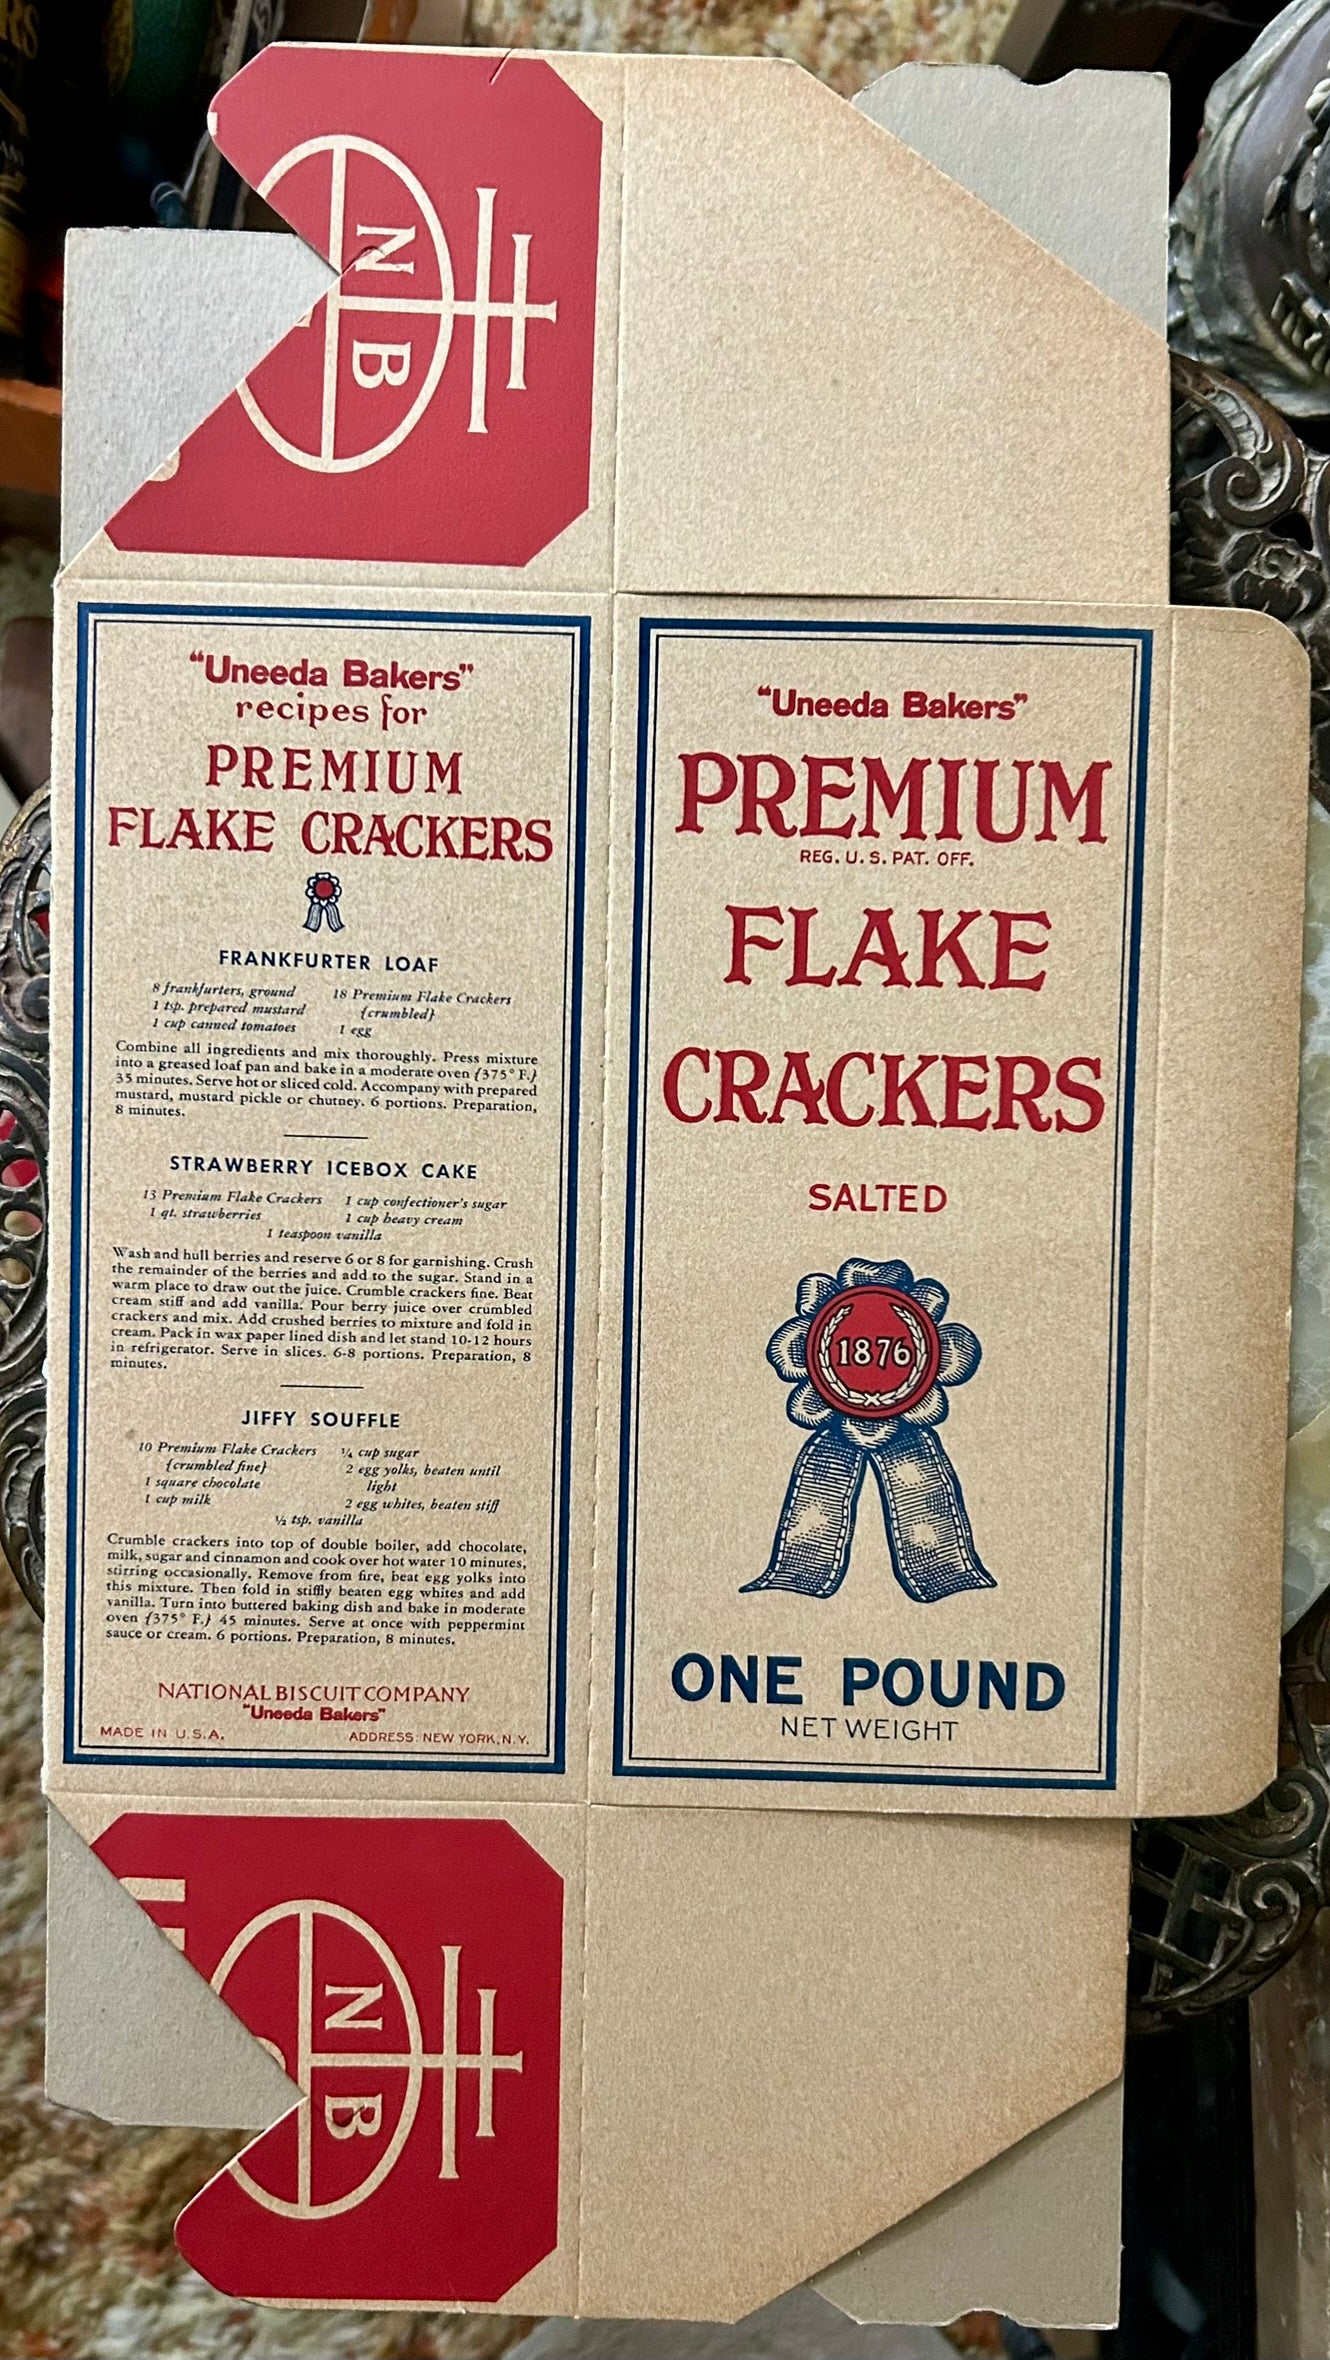 N
B
"Uneeda Bakers"
recipes for
PREMIUM
FLAKE CRACKERS
FRANKFURTER LOAF
8 frankfurters, ground
1 tsp. prepared mustard
1 cup canned tomatoes
18 Premium Flake Crackers
{crumbled}
1 egg
Combine all ingredients and mix thoroughly. Press mixture
into a greased loaf pan and bake in a moderate oven {375° F.}
35 minutes. Serve hot or sliced cold. Accompany with prepared
mustard, mustard pickle or chutney. 6 portions. Preparation,
8 minutes.
STRAWBERRY ICEBOX CAKE
13 Premium Flake Crackers
1 qt. strawberries
1 cup confectioner's sugar
1 cup heavy cream
1 teaspoon vanilla
Wash and hull berries and reserve 6 or 8 for garnishing. Crush
the remainder of the berries and add to the sugar. Stand in a
warm place to draw out the juice. Crumble crackers fine. Beat
cream stiff and add vanilla. Pour berry juice over crumbled
crackers and mix. Add crushed berries to mixture and fold in
cream. Pack in wax paper lined dish and let stand 10-12 hours
in refrigerator. Serve in slices. 6-8 portions. Preparation, 8
minutes.
JIFFY SOUFFLE
10 Premium Flake Crackers
{crumbled fine}
1 square chocolate
1 cup milk
¼ cup sugar
2 egg yolks, beaten until
light
2 egg whites, beaten stiff
½ tsp. vanilla
Crumble crackers into top of double boiler, add chocolate,
milk, sugar and cinnamon and cook over hot water 10 minutes,
stirring occasionally. Remove from fire, beat egg yolks into
this mixture. Then fold in stiffly beaten egg whites and add
vanilla. Turn into buttered baking dish and bake in moderate
oven {375° F.} 45 minutes. Serve at once with peppermint
sauce or cream. 6 portions. Preparation, 8 minutes.
NATIONAL BISCUIT COMPANY
"Uneeda Bakers"
MADE IN U.S.A. ADDRESS: NEW YORK, N.Y.
"Uneeda Bakers"
PREMIUM
REG. U. S. PAT. OFF.
FLAKE
CRACKERS
SALTED
1876
ONE POUND
NET WEIGHT
N
B